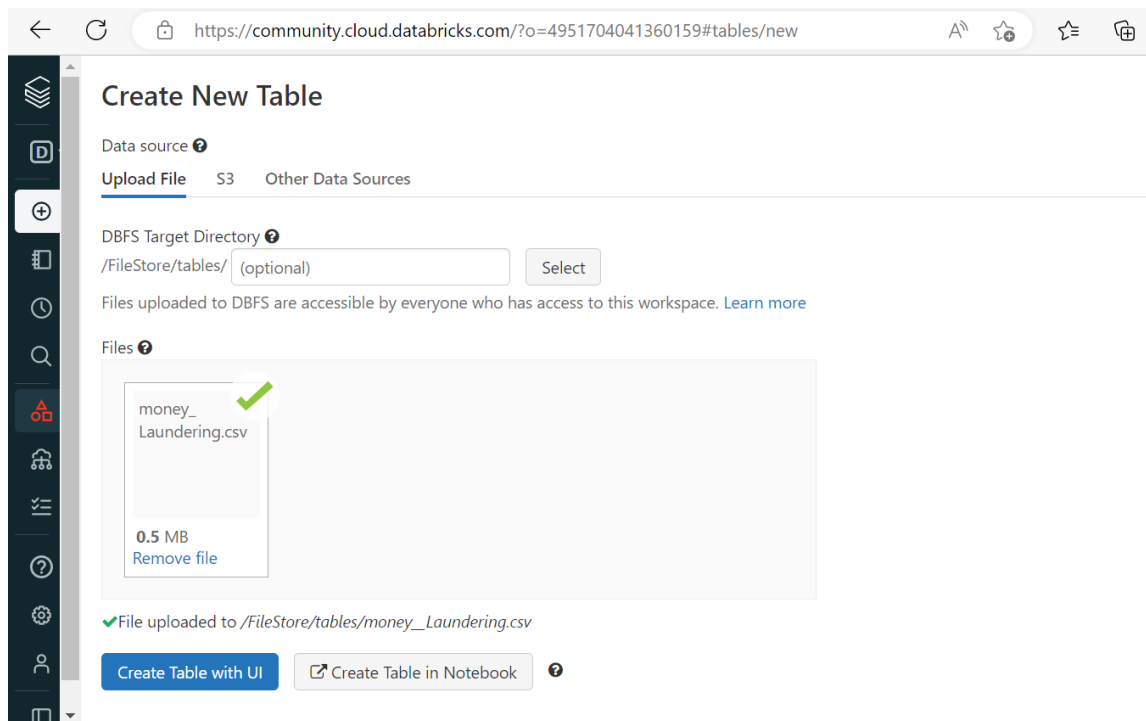 https://community.cloud.databricks.com/?o=4951704041360159#tables/new
Create New Table
D
Data source
Upload File S3 Other Data Sources
DBFS Target Directory
/FileStore/tables/ (optional) Select
Files uploaded to DBFS are accessible by everyone who has access to this workspace. Learn more
Files
money_
Laundering.csv
0.5 MB
Remove file
File uploaded to /FileStore/tables/money__Laundering.csv
Create Table with UI Create Table in Notebook